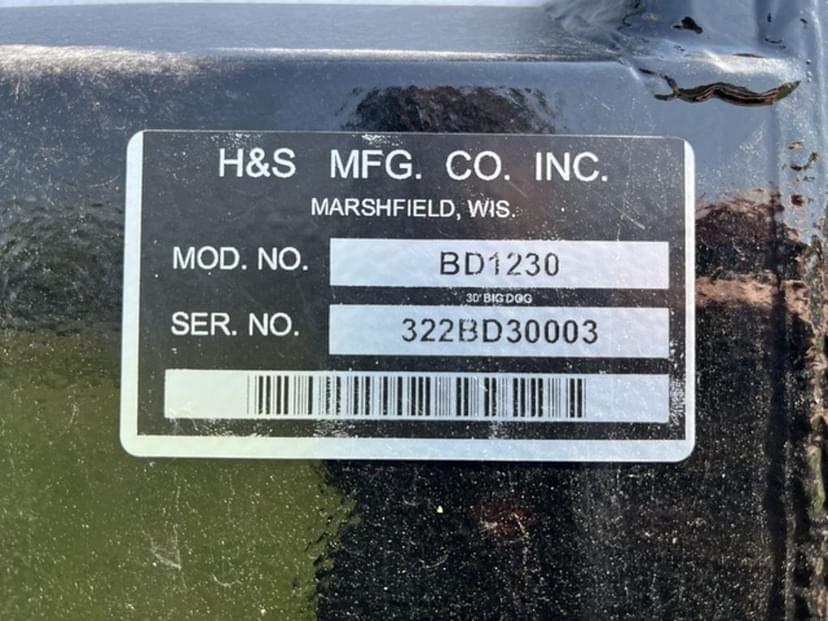 H&S MFG. CO. INC.
MARSHFIELD, WIS.
MOD. NO. BD1230
30' BIG DOG
SER. NO. 322BD30003